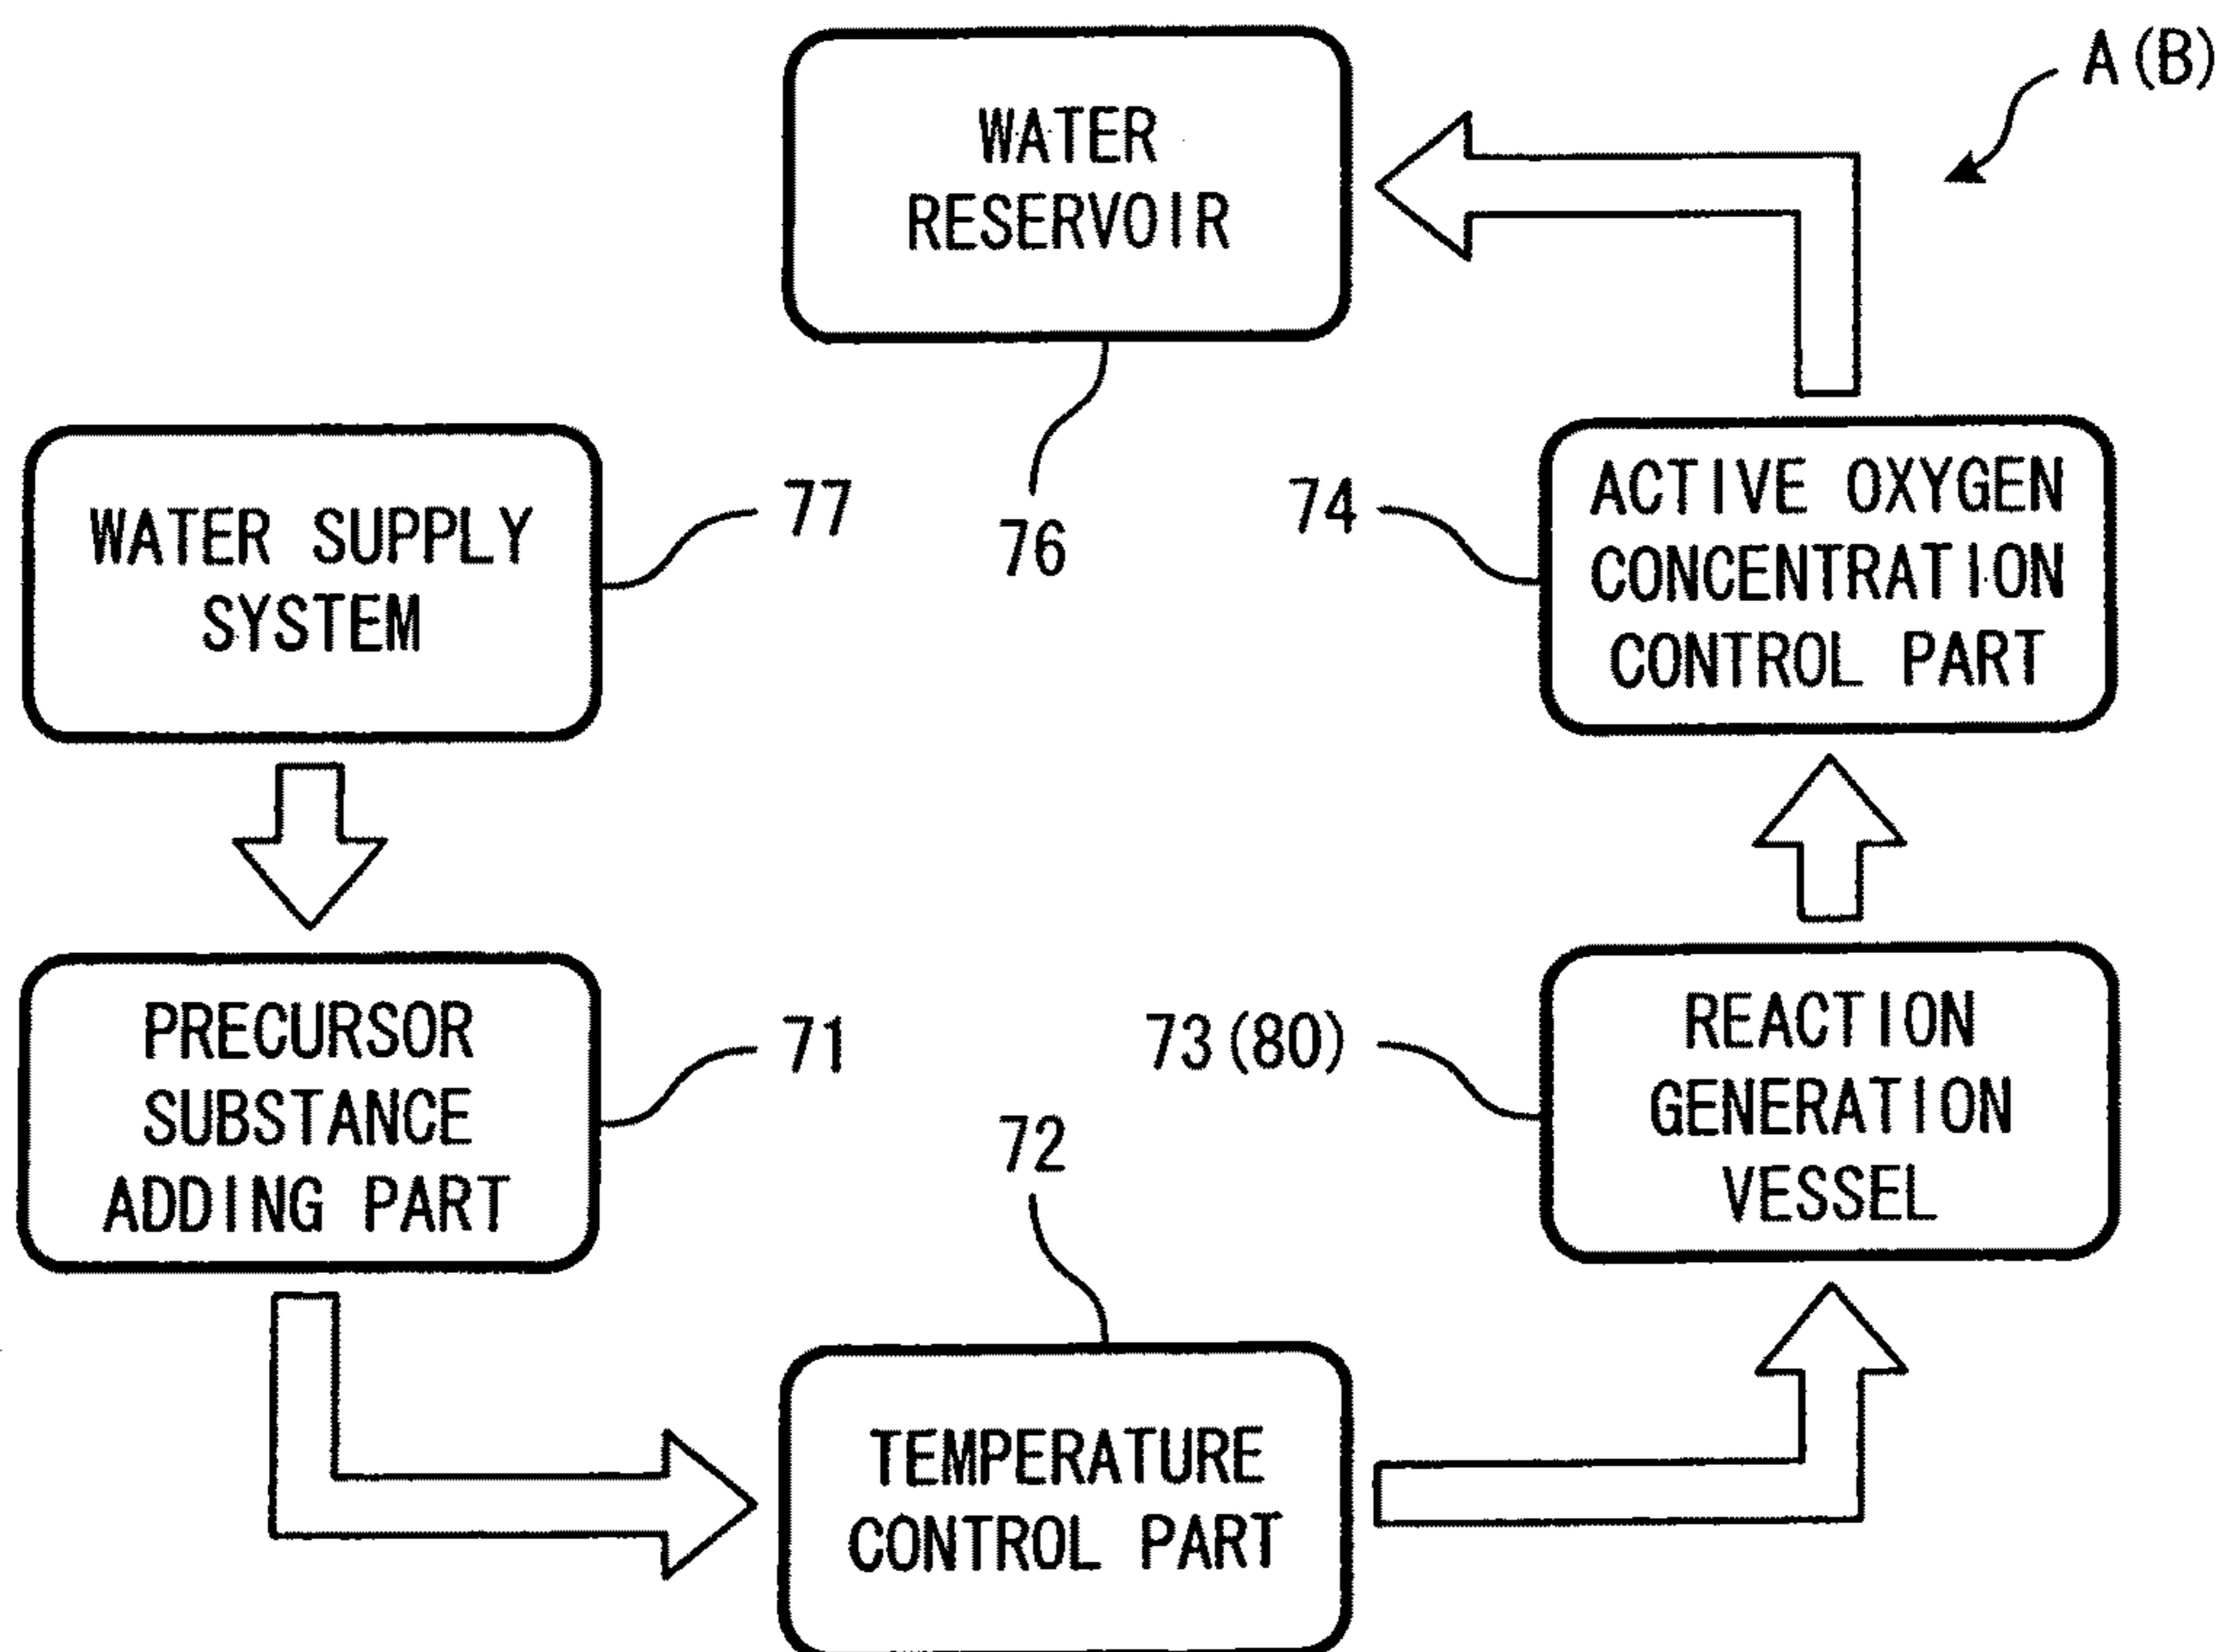 A(B)
WATER
RESERVOIR
76
WATER SUPPLY
SYSTEM
77
74
ACTIVE OXYGEN
CONCENTRATION
CONTROL PART
PRECURSOR
SUBSTANCE
ADDING PART
71
73(80)
REACTION
GENERATION
VESSEL
72
TEMPERATURE
CONTROL PART